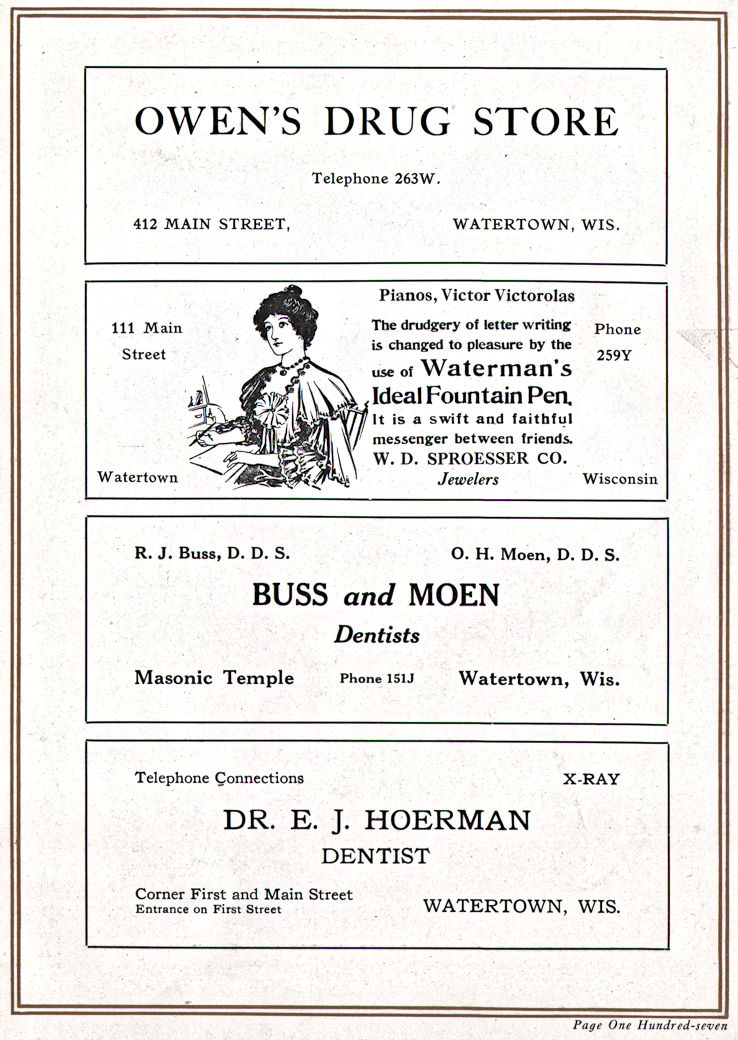 OWEN'S DRUG STORE
Telephone 263W.
412 MAIN STREET, WATERTOWN, WIS.
Pianos, Victor Victorolas
111 Main
Street
The drudgery of letter writing
is changed to pleasure by the
use of Waterman's
Ideal Fountain Pen.
It is a swift and faithful
messenger between friends.
W. D. SPROESSER CO.
Jewelers
Phone
259Y
Watertown
Wisconsin
R. J. Buss, D. D. S. O. H. Moen, D. D. S.
BUSS and MOEN
Dentists
Masonic Temple Phone 151J Watertown, Wis.
Telephone Connections X-RAY
DR. E. J. HOERMAN
DENTIST
Corner First and Main Street
Entrance on First Street
WATERTOWN, WIS.
Page One Hundred-seven